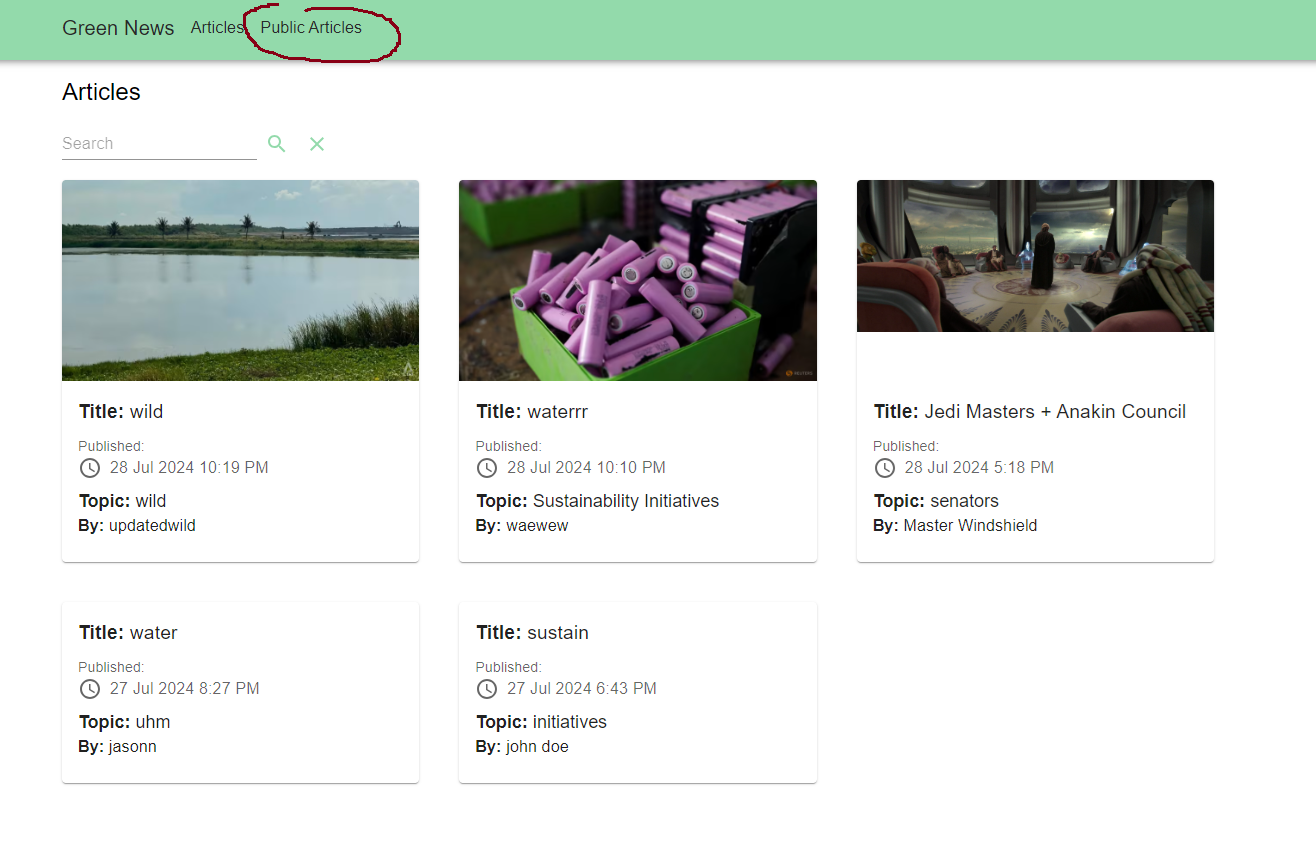 Green News Articles Public Articles
Articles
Search
Title: wild
Published:
28 Jul 2024 10:19 PM
Topic: wild
By: updatedwild
Title: waterrr
Published:
28 Jul 2024 10:10 PM
Topic: Sustainability Initiatives
By: waewew
Title: Jedi Masters + Anakin Council
Published:
28 Jul 2024 5:18 PM
Topic: senators
By: Master Windshield
Title: water
Published:
27 Jul 2024 8:27 PM
Topic: uhm
By: jasonn
Title: sustain
Published:
27 Jul 2024 6:43 PM
Topic: initiatives
By: john doe